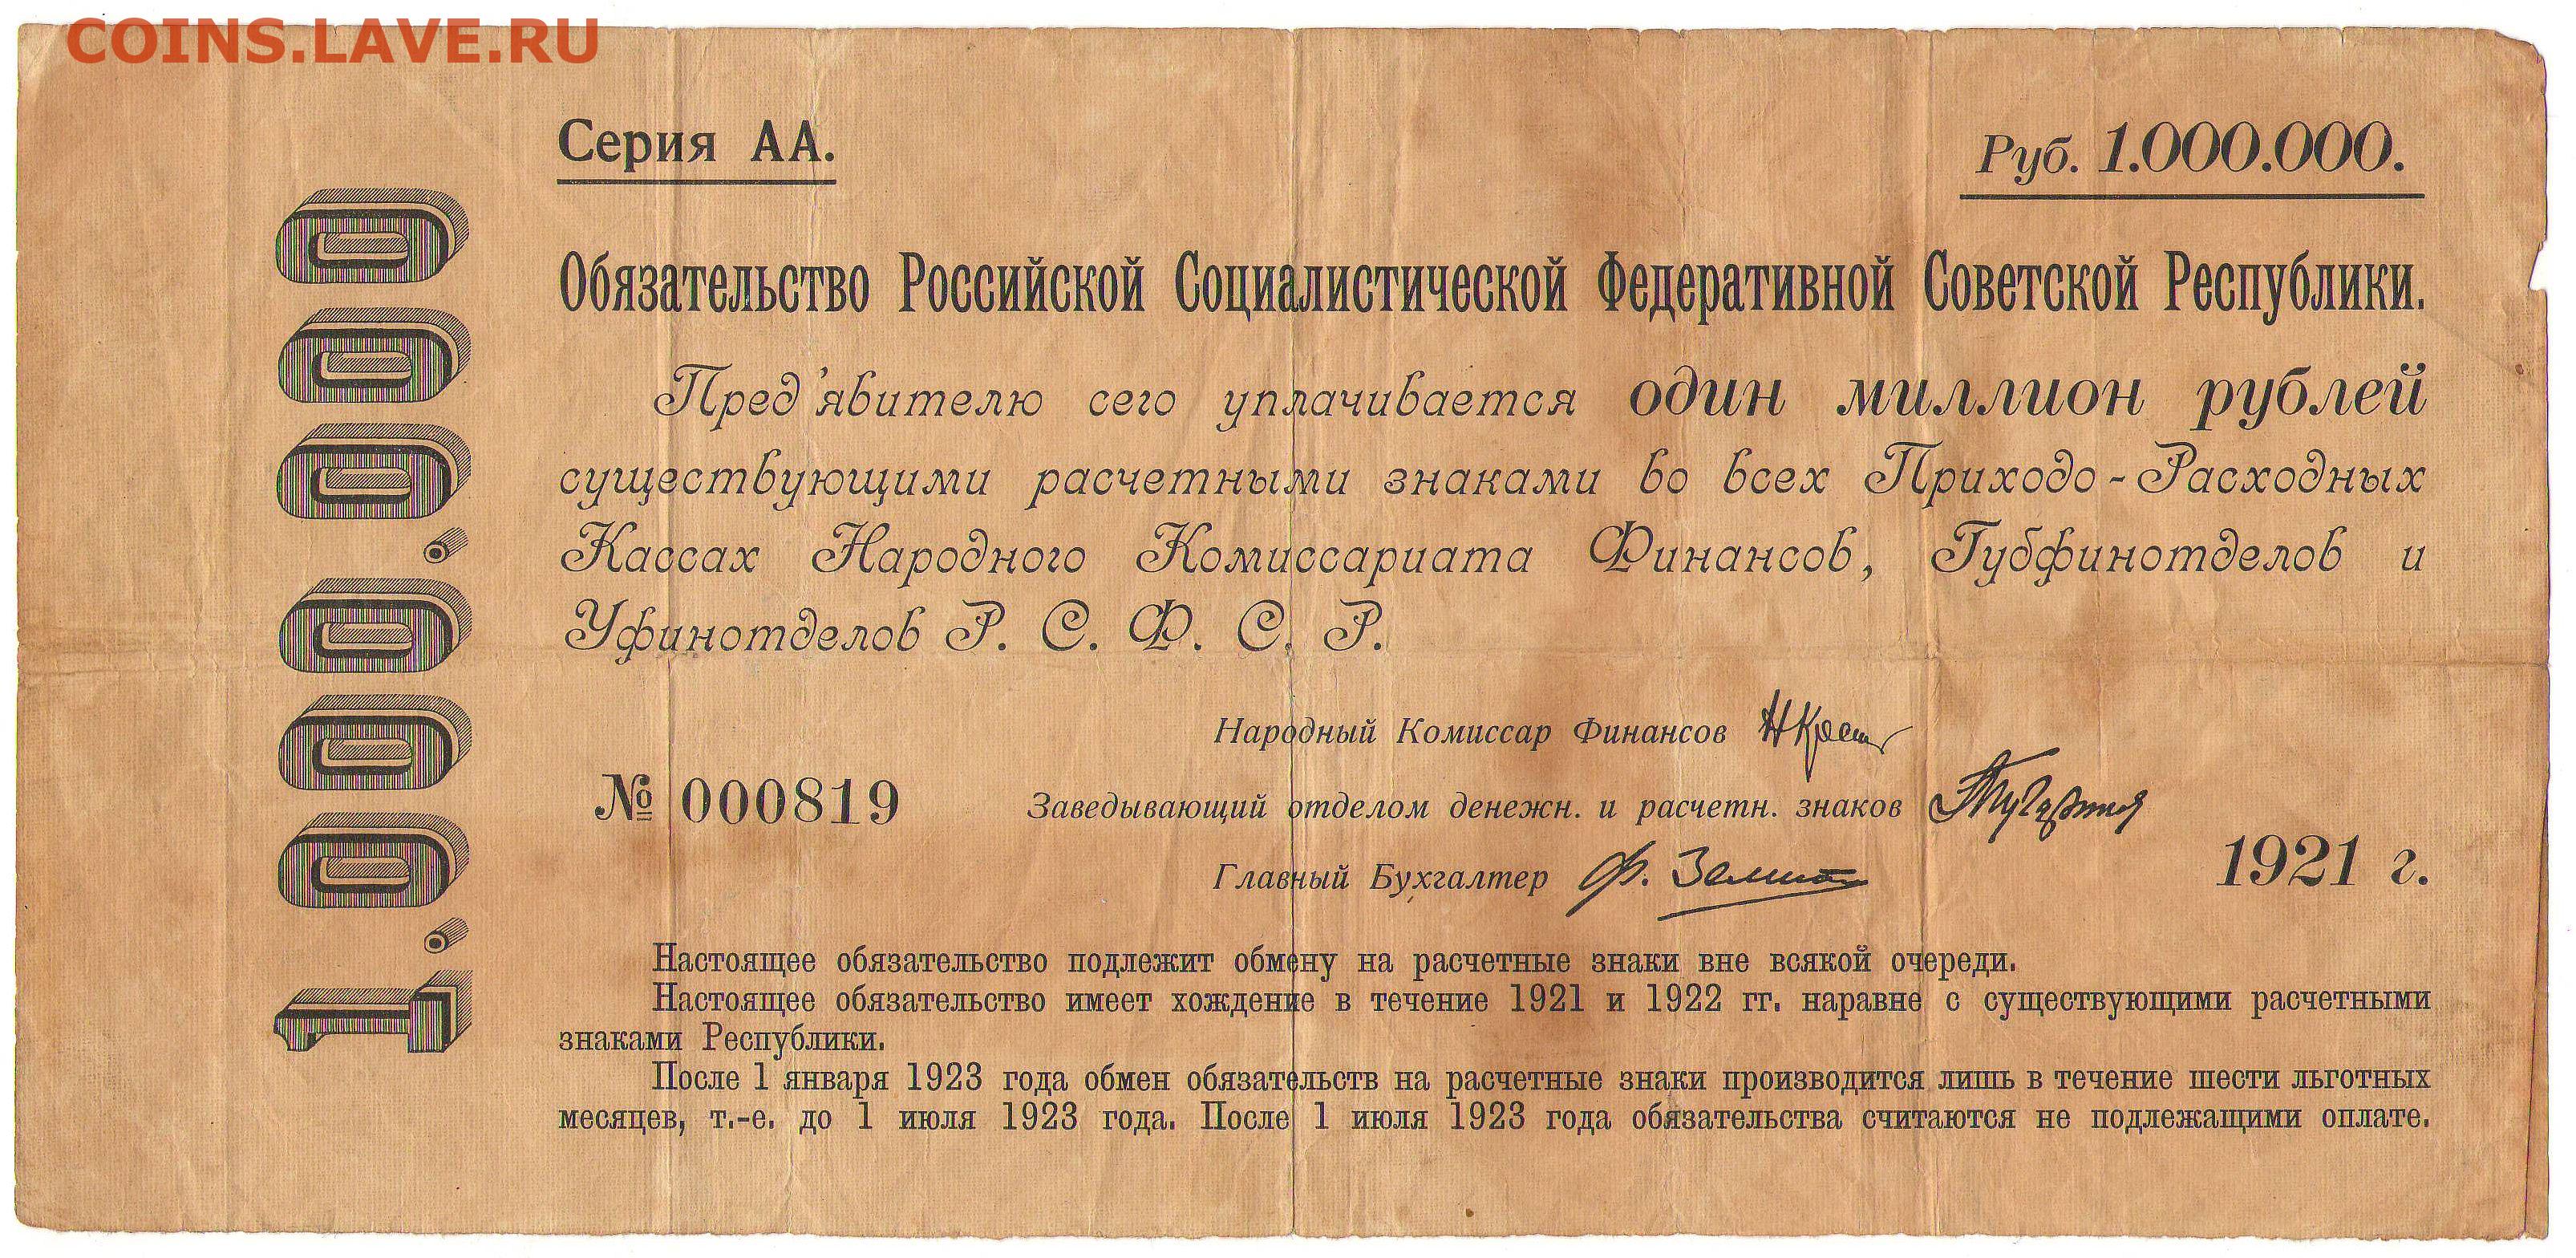 COINS.LAVE.RU
Серия АА.
Руб. 1.000.000.
1.000.000
Обязательство Российской Социалистической Федеративной Советской Республики.
Пред'явителю сего уплачивается один миллион рублей
существующими расчетными знаками во всех Приходо-Расходных
Кассах Народного Комиссариата Финансов, Губфинотделов и
Уфинотделов Р. С. Ф. С. Р.
Народный Комиссар Финансов
№ 000819
Заведывающий отделом денежн. и расчетн. знаков
Главный Бухгалтер
1921 г.
Настоящее обязательство подлежит обмену на расчетные знаки вне всякой очереди.
Настоящее обязательство имеет хождение в течение 1921 и 1922 гг. наравне с существующими расчетными
знаками Республики.
После 1 января 1923 года обмен обязательств на расчетные знаки производится лишь в течение шести льготных
месяцев, т.-е. до 1 июля 1923 года. После 1 июля 1923 года обязательства считаются не подлежащими оплате.